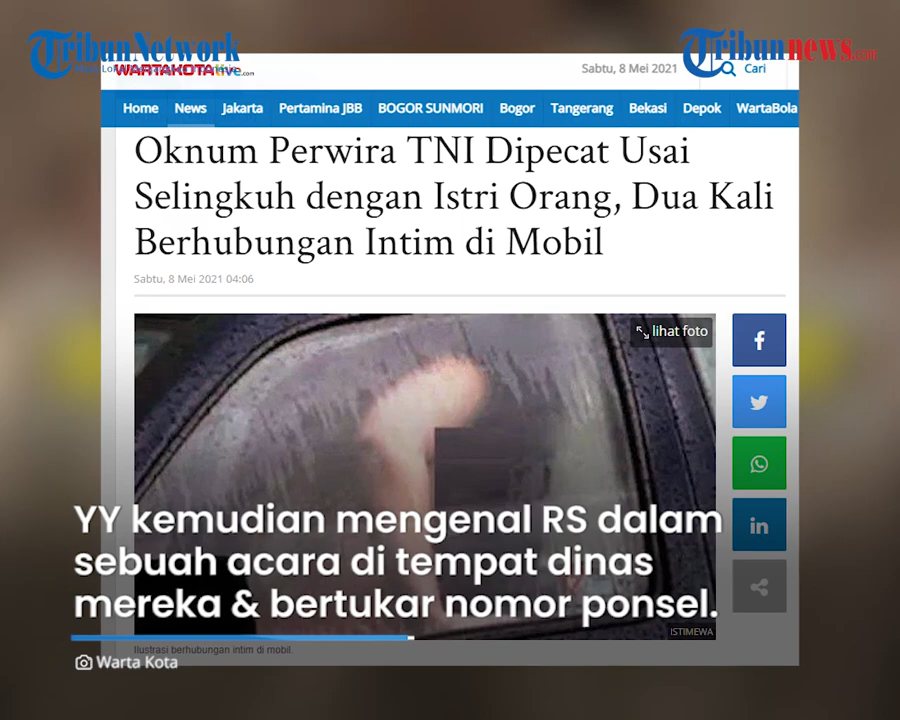 Tribun Network
Tribunnews.com
WARTAKOTAlive.com
Sabtu, 8 Mei 2021
Cari
Home News Jakarta Pertamina JBB BOGOR SUNMORI Bogor Tangerang Bekasi Depok WartaBola
Oknum Perwira TNI Dipecat Usai
Selingkuh dengan Istri Orang, Dua Kali
Berhubungan Intim di Mobil
Sabtu, 8 Mei 2021 04:06
lihat foto
YY kemudian mengenal RS dalam
sebuah acara di tempat dinas
mereka & bertukar nomor ponsel.
ISTIMEWA
Ilustrasi berhubungan intim di mobil.
Warta Kota